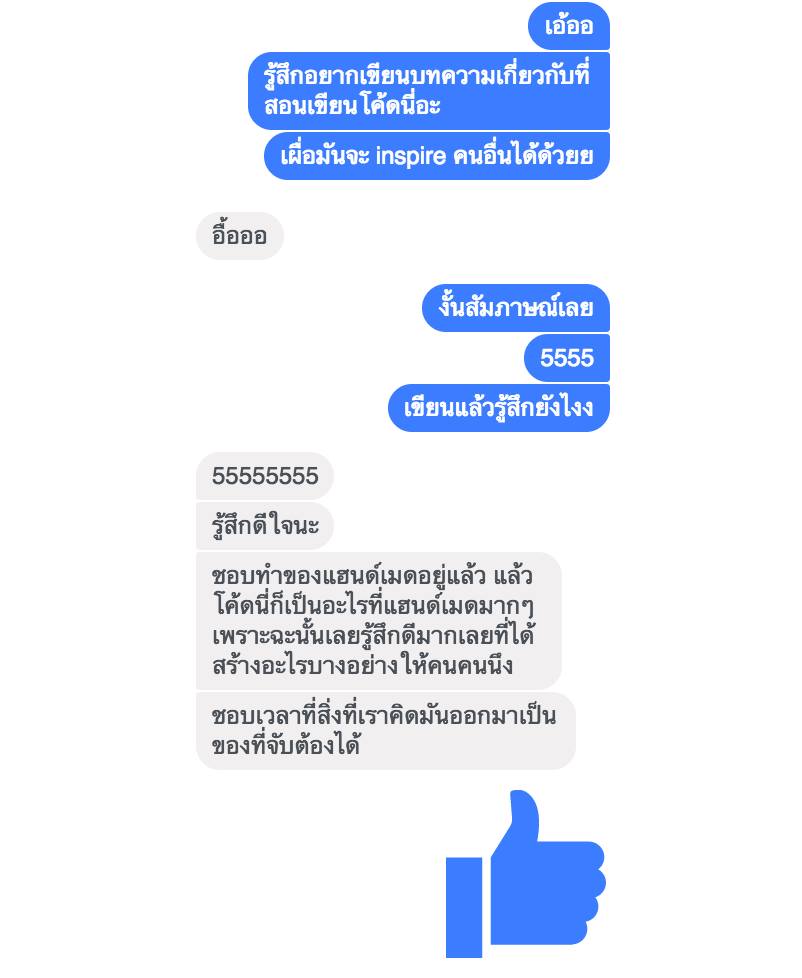 เอ้ออ
รู้สึกอยากเขียนบทความเกี่ยวกับที่
สอนเขียนโค้ดนี่อะ
เผื่อมันจะ inspire คนอื่นได้ด้วยย
อื้อออ
งั้นสัมภาษณ์เลย
5555
เขียนแล้วรู้สึกยังไงง
55555555
รู้สึกดีใจนะ
ชอบทำของแฮนด์เมดอยู่แล้ว แล้ว
โค้ดนี่ก็เป็นอะไรที่แฮนด์เมดมากๆ
เพราะฉะนั้นเลยรู้สึกดีมากเลยที่ได้
สร้างอะไรบางอย่างให้คนคนนึง
ชอบเวลาที่สิ่งที่เราคิดมันออกมาเป็น
ของที่จับต้องได้